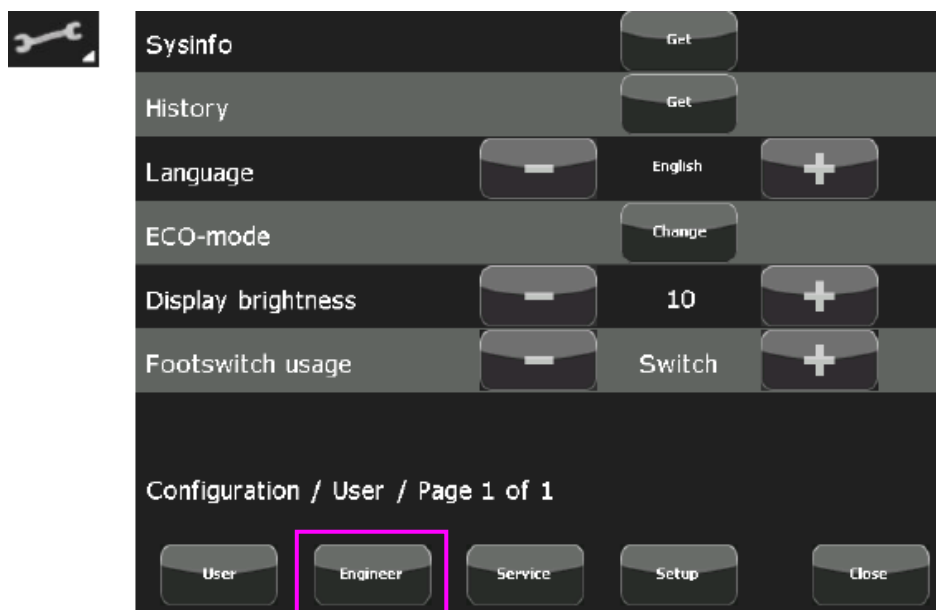 Sysinfo Get
History Get
Language − English +
ECO-mode Change
Display brightness − 10 +
Footswitch usage − Switch +
Configuration / User / Page 1 of 1
User Engineer Service Setup Close